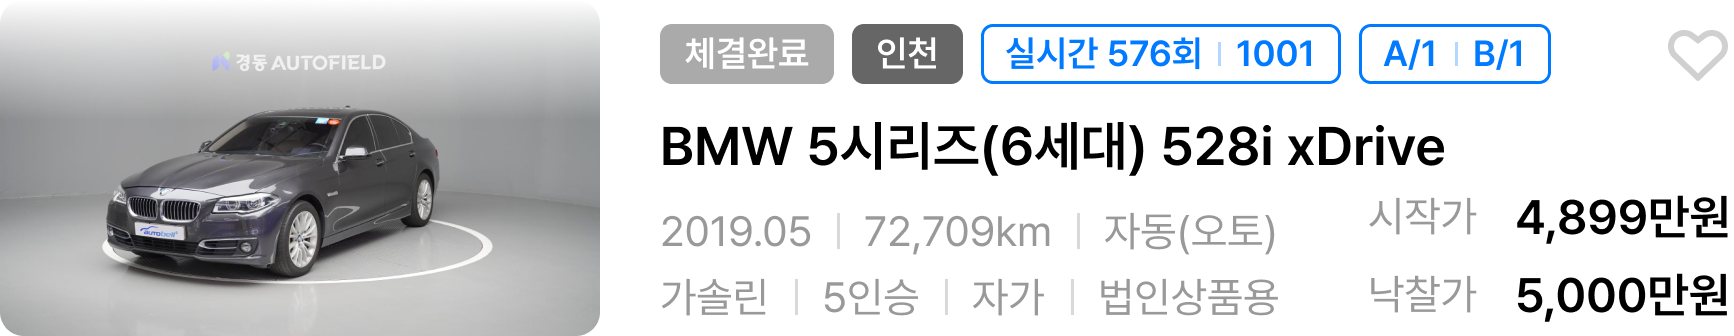 경동 AUTOFIELD
autobell
체결완료 인천 실시간 576회 | 1001 A/1 | B/1
BMW 5시리즈(6세대) 528i xDrive
2019.05 | 72,709km | 자동(오토) 시작가 4,899만원
가솔린 | 5인승 | 자가 | 법인상품용 낙찰가 5,000만원